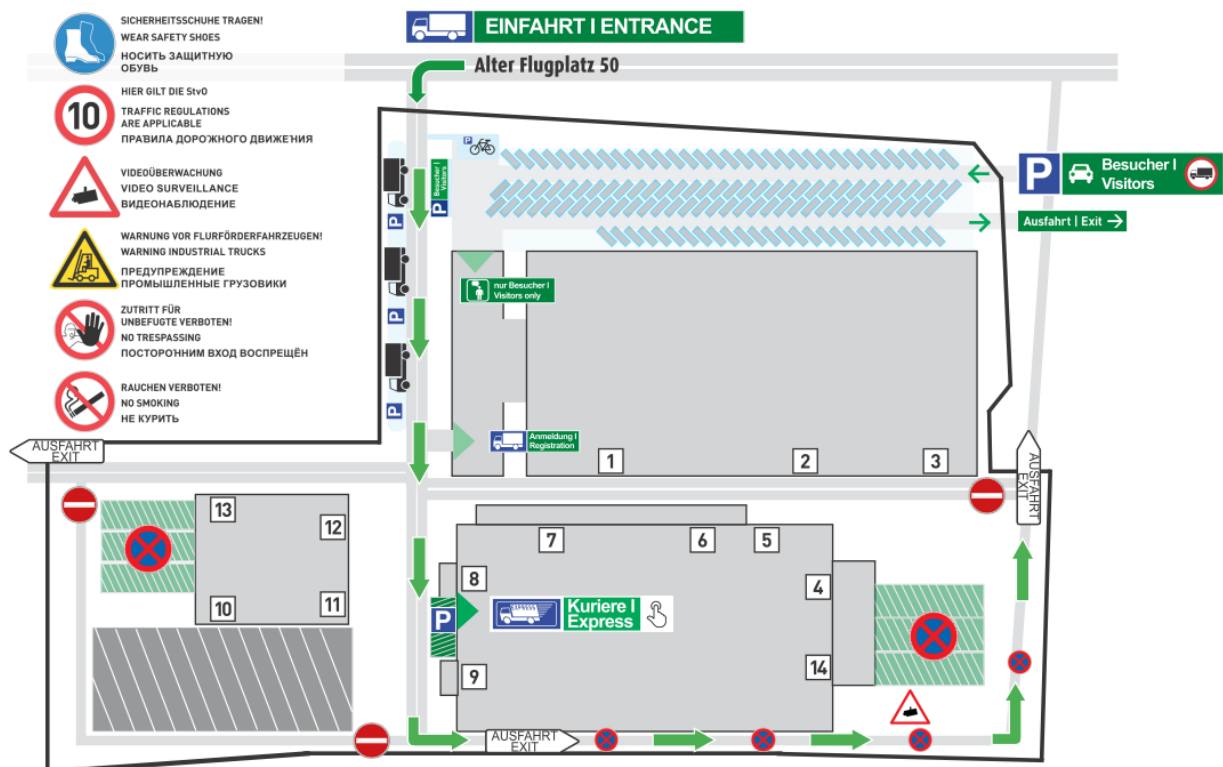 SICHERHEITSSCHUHE TRAGEN!
WEAR SAFETY SHOES
НОСИТЬ ЗАЩИТНУЮ
ОБУВЬ
10
HIER GILT DIE StvO
TRAFFIC REGULATIONS
ARE APPLICABLE
ПРАВИЛА ДОРОЖНОГО ДВИЖЕНИЯ
VIDEOÜBERWACHUNG
VIDEO SURVEILLANCE
ВИДЕОНАБЛЮДЕНИЕ
WARNUNG VOR FLURFÖRDERFAHRZEUGEN!
WARNING INDUSTRIAL TRUCKS
ПРЕДУПРЕЖДЕНИЕ
ПРОМЫШЛЕННЫЕ ГРУЗОВИКИ
ZUTRITT FÜR
UNBEFUGTE VERBOTEN!
NO TRESPASSING
ПОСТОРОННИМ ВХОД ВОСПРЕЩЁН
RAUCHEN VERBOTEN!
NO SMOKING
НЕ КУРИТЬ
EINFAHRT I ENTRANCE
Alter Flugplatz 50
P
P Besucher I
Visitors
P
P
P
P Besucher I
Visitors
Ausfahrt | Exit
nur Besucher I
Visitors only
Anmeldung I
Registration
1
2
3
AUSFAHRT
EXIT
AUSFAHRT
EXIT
13
12
10
11
7
6
5
8
4
P
Kuriere I
Express
EXPRESS
9
14
AUSFAHRT
EXIT